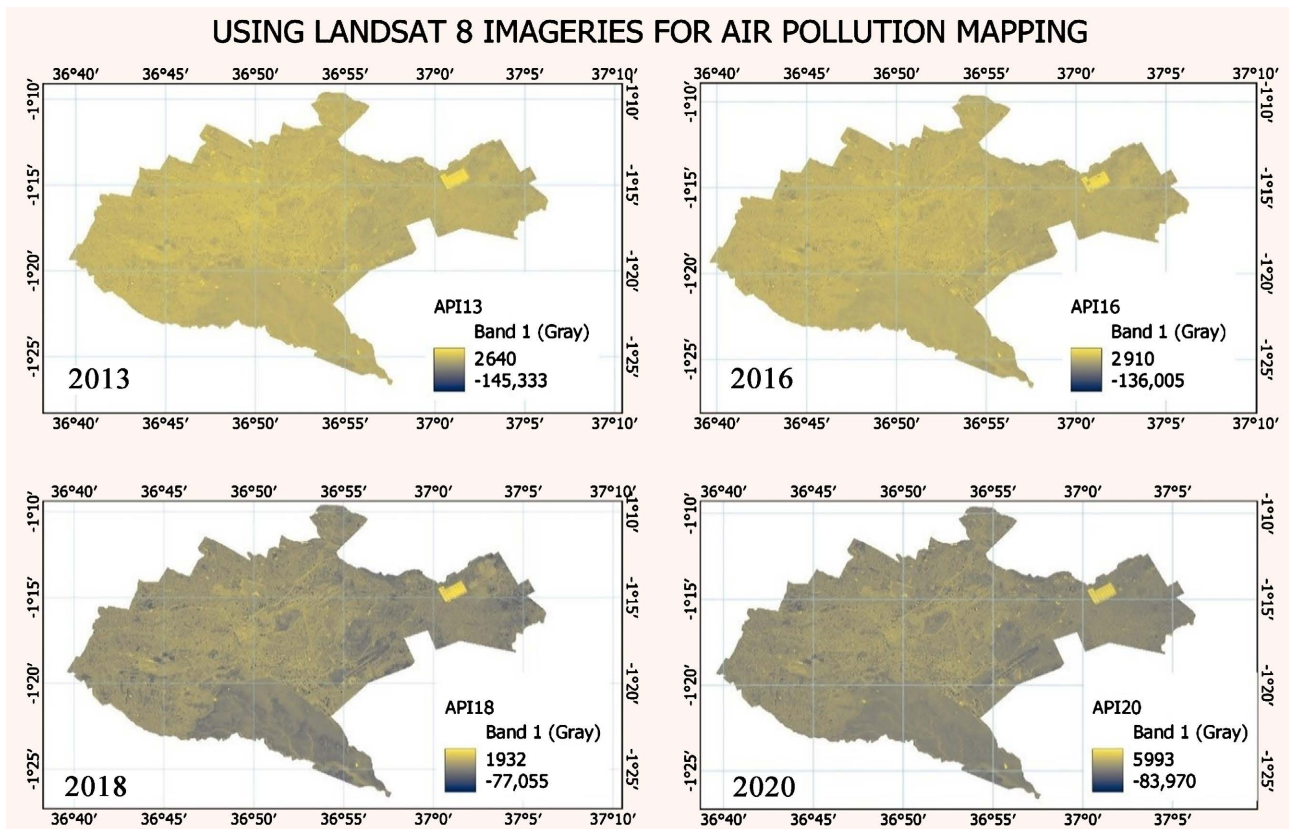 USING LANDSAT 8 IMAGERIES FOR AIR POLLUTION MAPPING
36°40′ 36°45′ 36°50′ 36°55′ 37°0′ 37°5′ 37°10′
-1°10′ -1°15′ -1°20′ -1°25′
-1°10′ -1°15′ -1°20′ -1°25′
API13
Band 1 (Gray)
2640
-145,333
2013
36°40′ 36°45′ 36°50′ 36°55′ 37°0′ 37°5′ 37°10′
36°40′ 36°45′ 36°50′ 36°55′ 37°0′ 37°5′ 37°10′
-1°10′ -1°15′ -1°20′ -1°25′
-1°10′ -1°15′ -1°20′ -1°25′
API16
Band 1 (Gray)
2910
-136,005
2016
36°40′ 36°45′ 36°50′ 36°55′ 37°0′ 37°5′ 37°10′
36°40′ 36°45′ 36°50′ 36°55′ 37°0′ 37°10′
-1°10′ -1°15′ -1°20′ -1°25′
-1°10′ -1°15′ -1°20′ -1°25′
API18
Band 1 (Gray)
1932
-77,055
2018
36°40′ 36°45′ 36°50′ 36°55′ 37°0′ 37°5′ 37°10′
36°40′ 36°45′ 36°50′ 36°55′ 37°0′ 37°5′
-1°10′ -1°15′ -1°20′ -1°25′
-1°10′ -1°15′ -1°20′ -1°25′
API20
Band 1 (Gray)
5993
-83,970
2020
36°40′ 36°45′ 36°50′ 36°55′ 37°0′ 37°5′